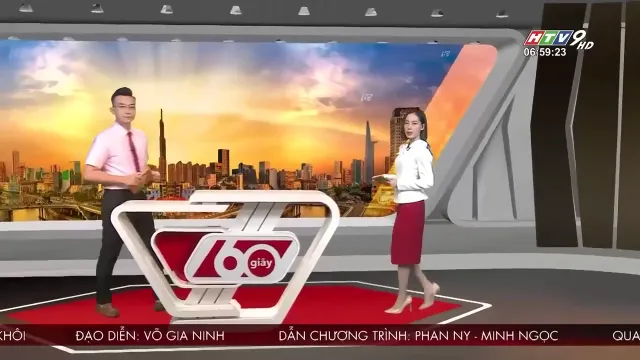 HTV9 HD
06:59:23
60 giây
KHÔI ĐẠO DIỄN: VÕ GIA NINH DẪN CHƯƠNG TRÌNH: PHAN NY - MINH NGỌC QUA